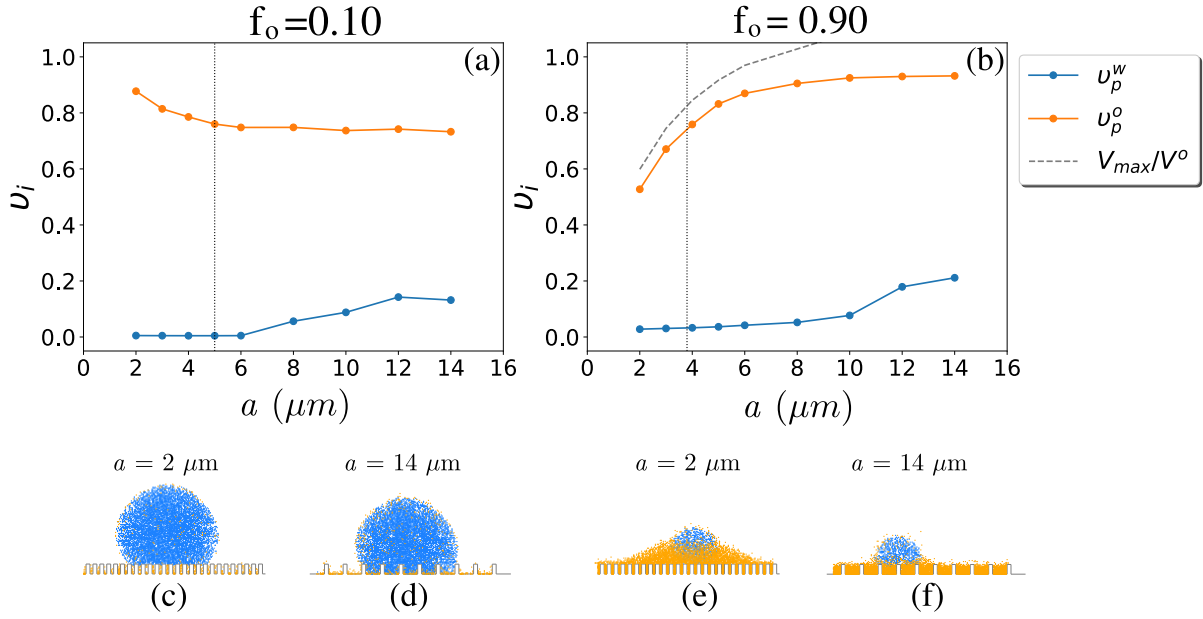 f_o=0.10
f_o= 0.90
(a)
1.0
0.8
0.6
0.4
0.2
0.0
υ_i
0 2 4 6 8 10 12 14 16
a (μm)
(b)
1.0
0.8
0.6
0.4
0.2
0.0
υ_i
0 2 4 6 8 10 12 14 16
a (μm)
υ_p^w
υ_p^o
V_max/V^o
a = 2 μm
a = 14 μm
a = 2 μm
a = 14 μm
(c)
(d)
(e)
(f)